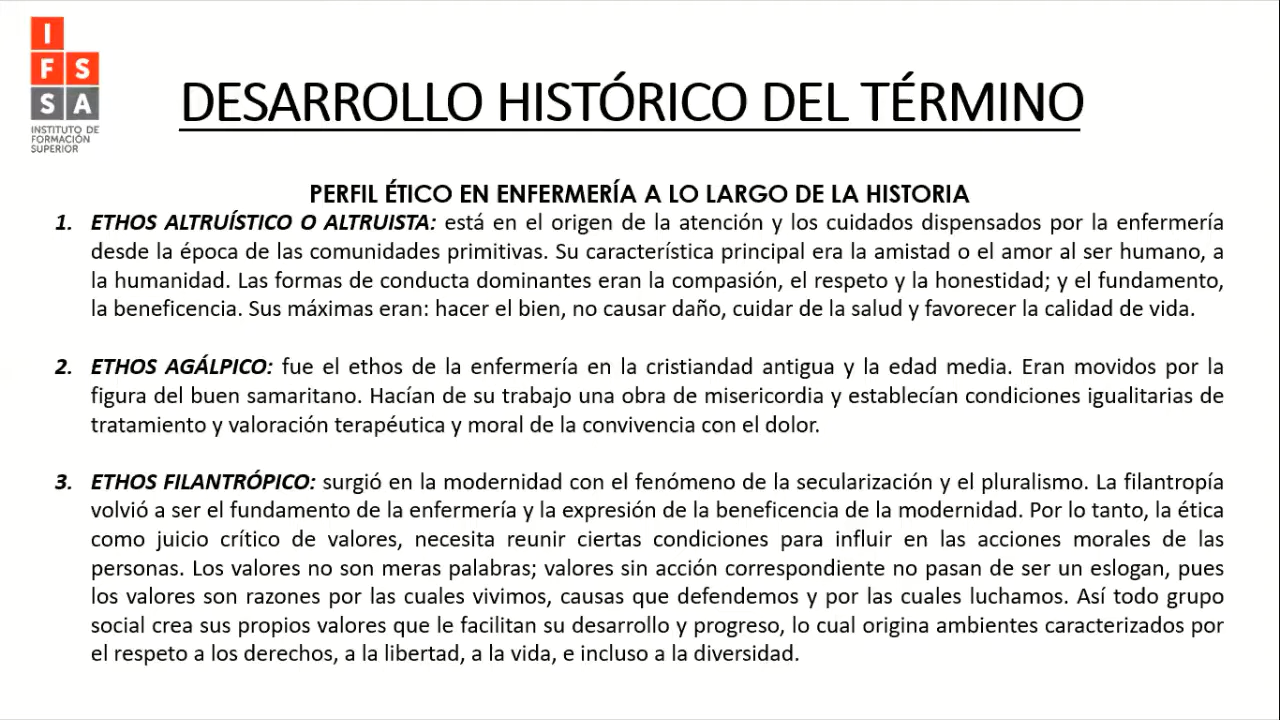 I
F S
S A
INSTITUTO DE
FORMACIÓN
SUPERIOR
DESARROLLO HISTÓRICO DEL TÉRMINO
PERFIL ÉTICO EN ENFERMERÍA A LO LARGO DE LA HISTORIA
1. ETHOS ALTRUÍSTICO O ALTRUISTA: está en el origen de la atención y los cuidados dispensados por la enfermería
desde la época de las comunidades primitivas. Su característica principal era la amistad o el amor al ser humano, a
la humanidad. Las formas de conducta dominantes eran la compasión, el respeto y la honestidad; y el fundamento,
la beneficencia. Sus máximas eran: hacer el bien, no causar daño, cuidar de la salud y favorecer la calidad de vida.
2. ETHOS AGÁLPICO: fue el ethos de la enfermería en la cristiandad antigua y la edad media. Eran movidos por la
figura del buen samaritano. Hacían de su trabajo una obra de misericordia y establecían condiciones igualitarias de
tratamiento y valoración terapéutica y moral de la convivencia con el dolor.
3. ETHOS FILANTRÓPICO: surgió en la modernidad con el fenómeno de la secularización y el pluralismo. La filantropía
volvió a ser el fundamento de la enfermería y la expresión de la beneficencia de la modernidad. Por lo tanto, la ética
como juicio crítico de valores, necesita reunir ciertas condiciones para influir en las acciones morales de las
personas. Los valores no son meras palabras; valores sin acción correspondiente no pasan de ser un eslogan, pues
los valores son razones por las cuales vivimos, causas que defendemos y por las cuales luchamos. Así todo grupo
social crea sus propios valores que le facilitan su desarrollo y progreso, lo cual origina ambientes caracterizados por
el respeto a los derechos, a la libertad, a la vida, e incluso a la diversidad.